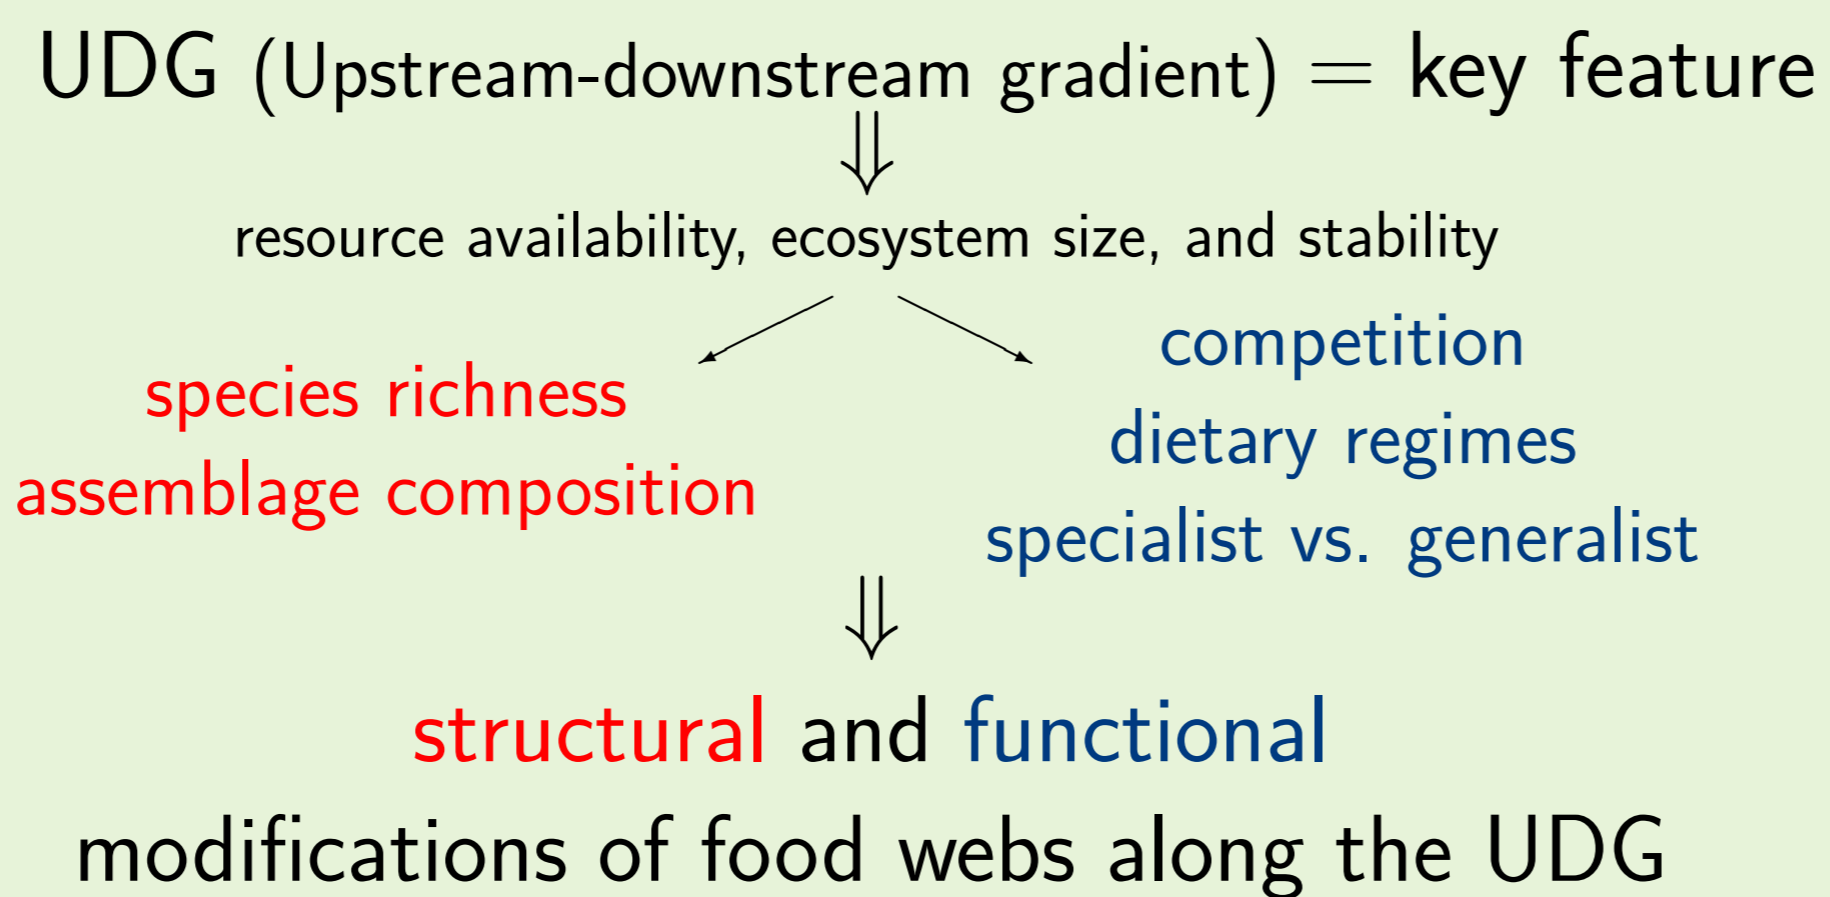 UDG (Upstream-downstream gradient) = key feature
⇓
resource availability, ecosystem size, and stability
species richness
assemblage composition
competition
dietary regimes
specialist vs. generalist
⇓
structural and functional
modifications of food webs along the UDG